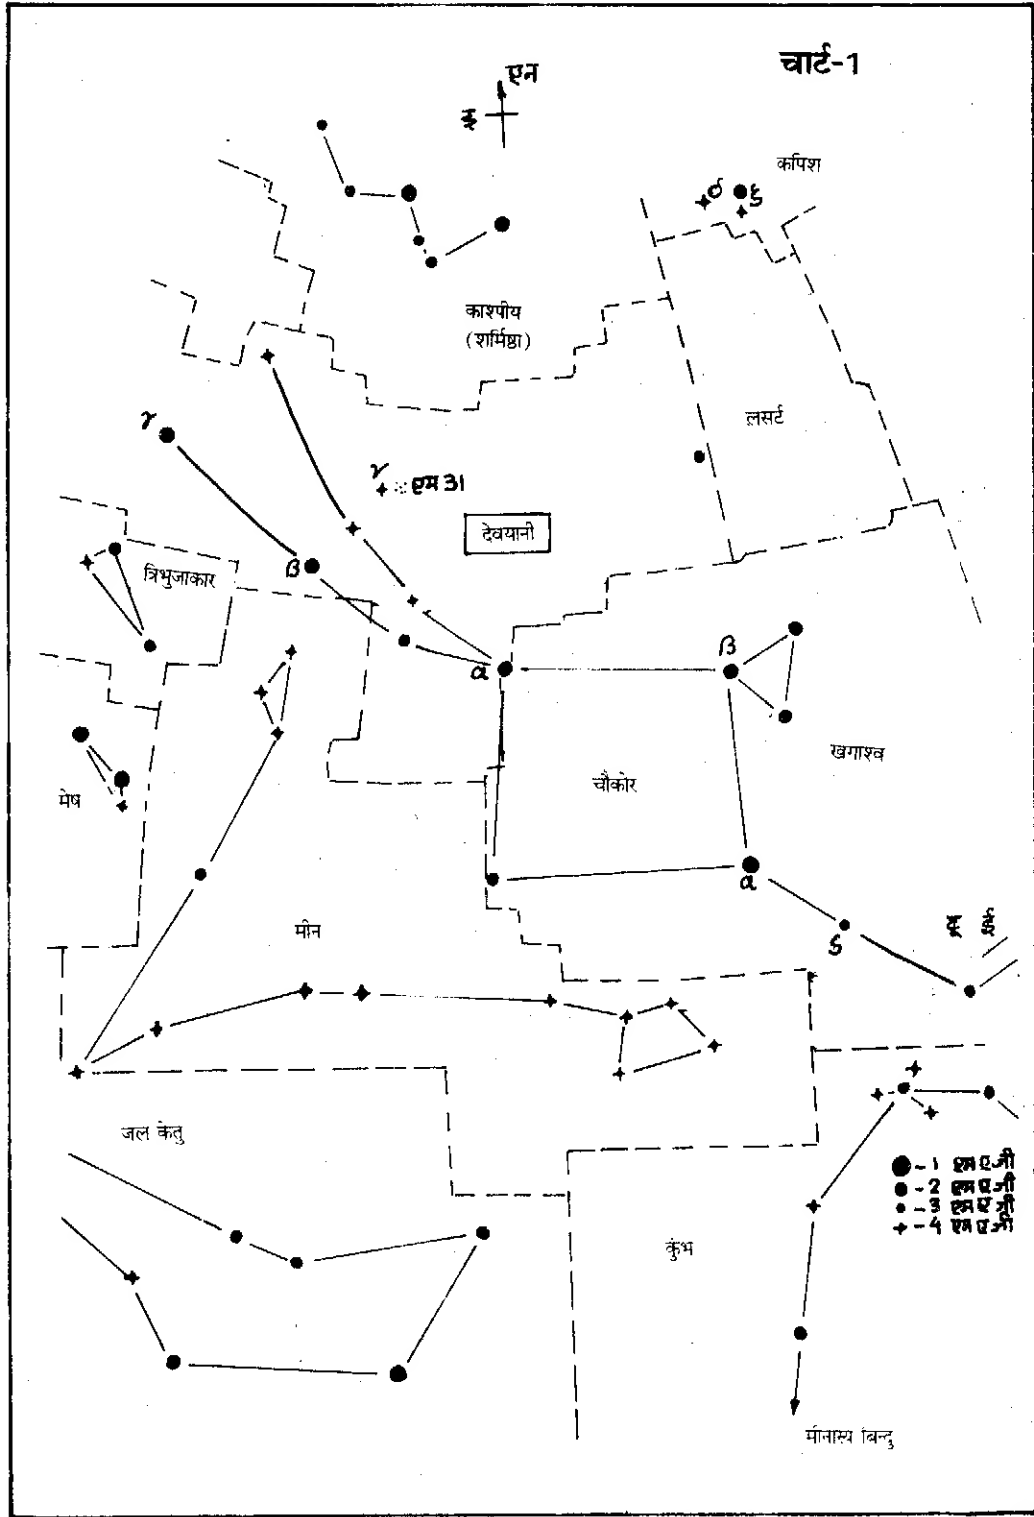 चार्ट-1
एन
ई
कपिश
δ
ξ
काश्पीय
(शर्मिष्ठा)
लसर्ट
γ
γ
एम 31
देवयानी
β
त्रिभुजाकार
α
β
मेष
चौकोर
खगाश्व
α
ς
मीन
जल केतु
● - 1 एम ए जी
● - 2 एम ए जी
● - 3 एम ए जी
+ - 4 एम ए जी
कुंभ
मीनास्य बिन्दु